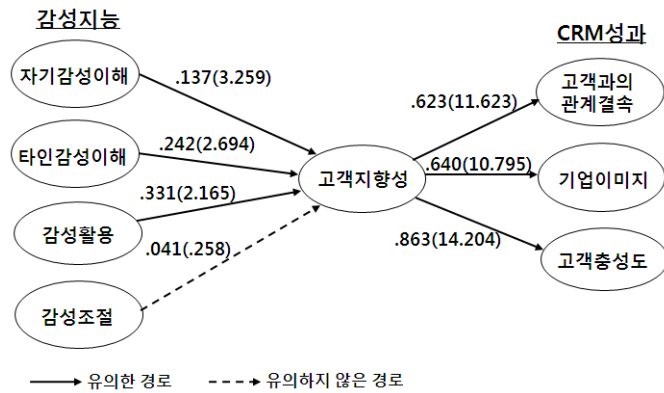 감성지능
CRM성과
자기감성이해
.137(3.259)
고객과의
관계결속
.623(11.623)
타인감성이해
.242(2.694)
고객지향성
.640(10.795)
기업이미지
.331(2.165)
감성활용
.041(.258)
.863(14.204)
고객충성도
감성조절
유의한 경로
유의하지 않은 경로